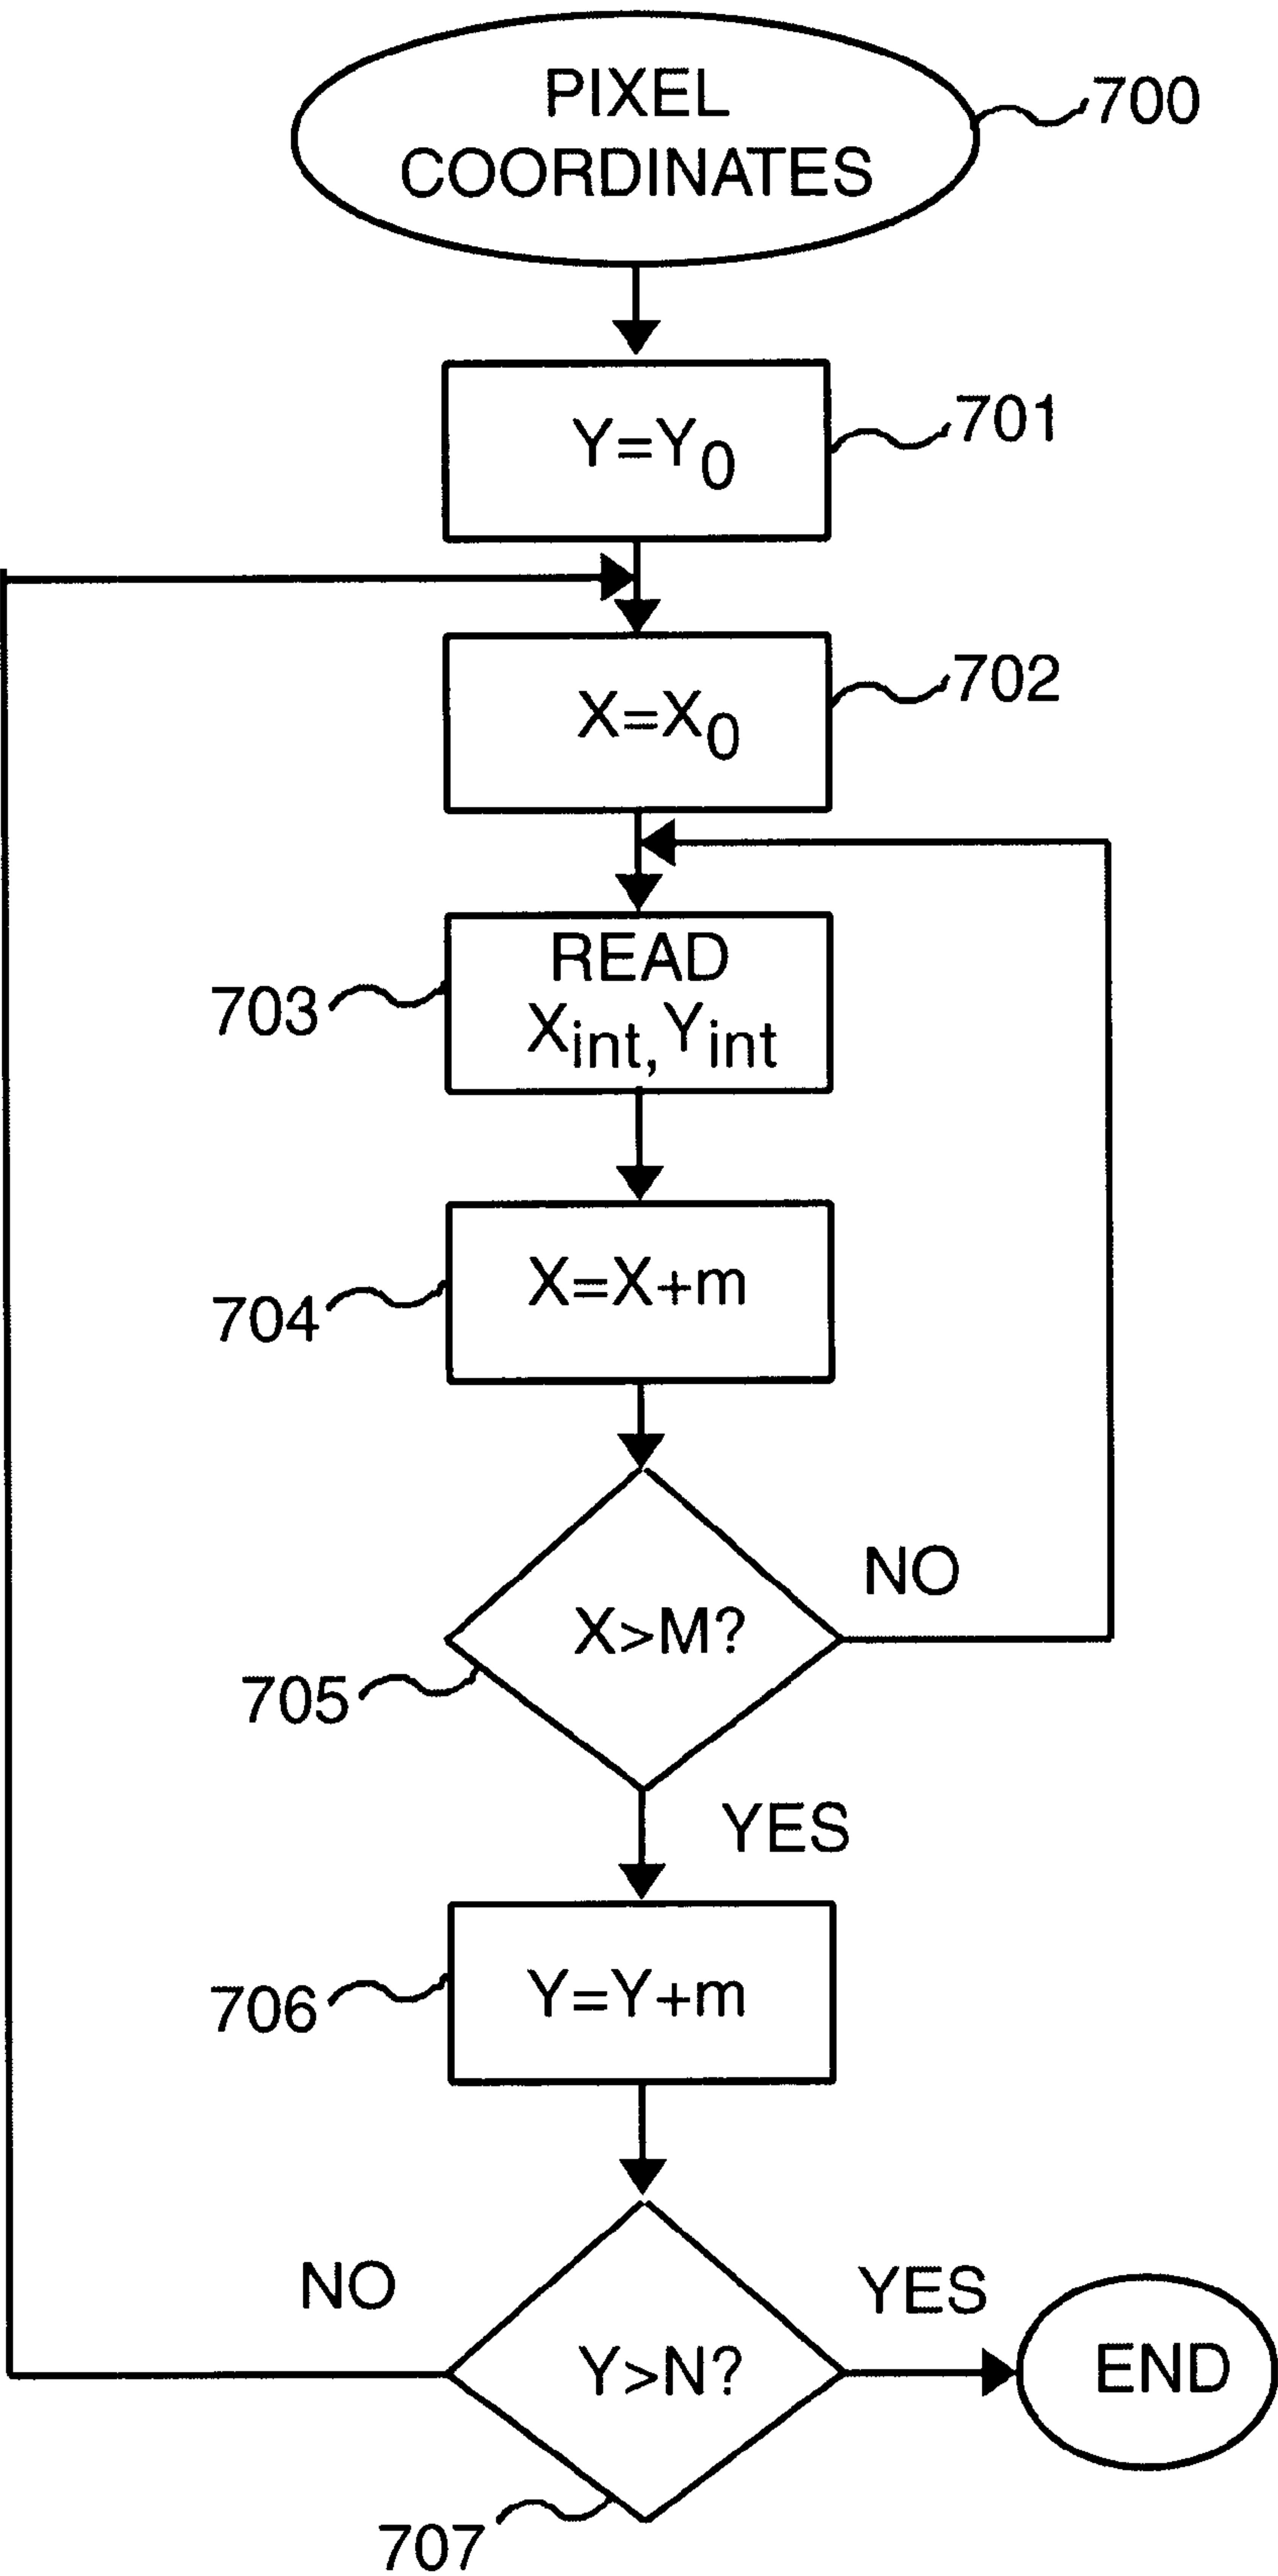 PIXEL
COORDINATES
700
Y=Y0
701
X=X0
702
READ
Xint, Yint
703
X=X+m
704
X>M?
NO
705
YES
Y=Y+m
706
NO
YES
Y>N?
END
707